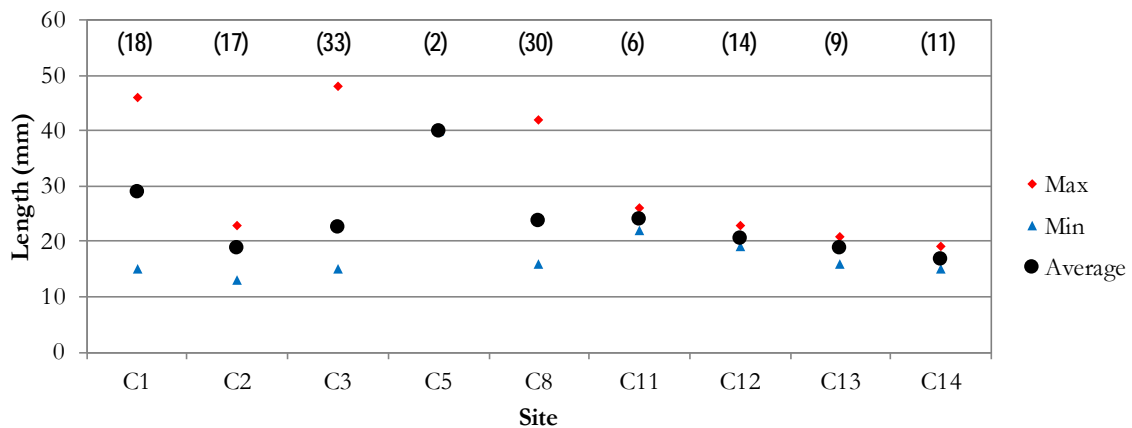 60
(18) (17) (33) (2) (30) (6) (14) (9) (11)
50
40
30
20
10
0
Length (mm)
C1 C2 C3 C5 C8 C11 C12 C13 C14
Site
Max
Min
Average